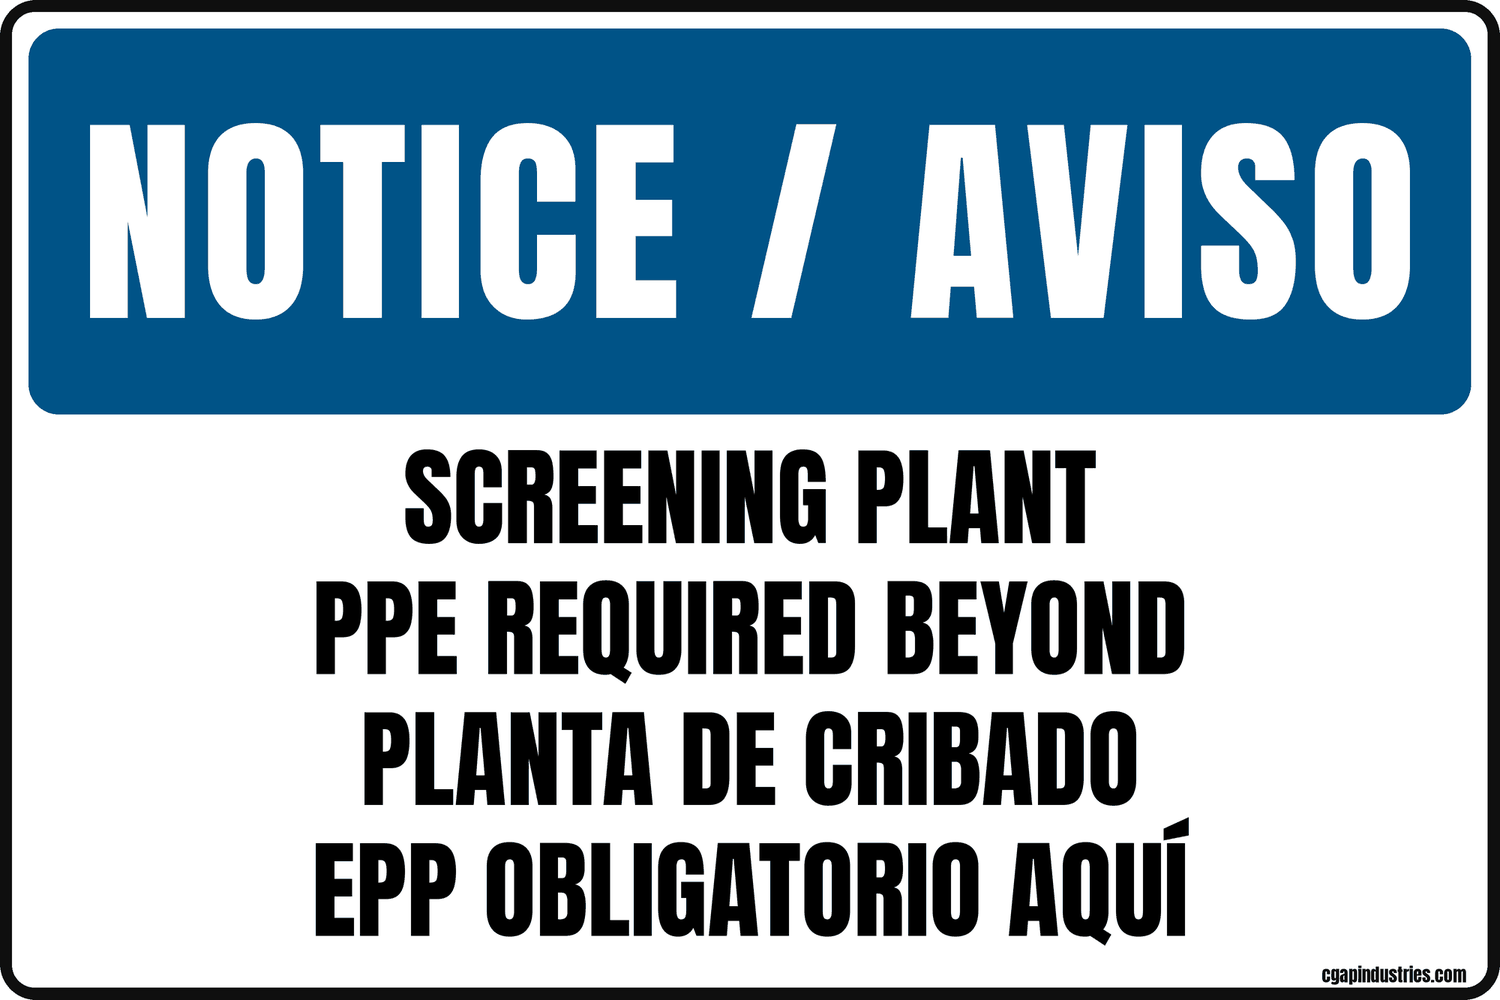 NOTICE / AVISO
SCREENING PLANT
PPE REQUIRED BEYOND
PLANTA DE CRIBADO
EPP OBLIGATORIO AQUÍ
cgapindustries.com